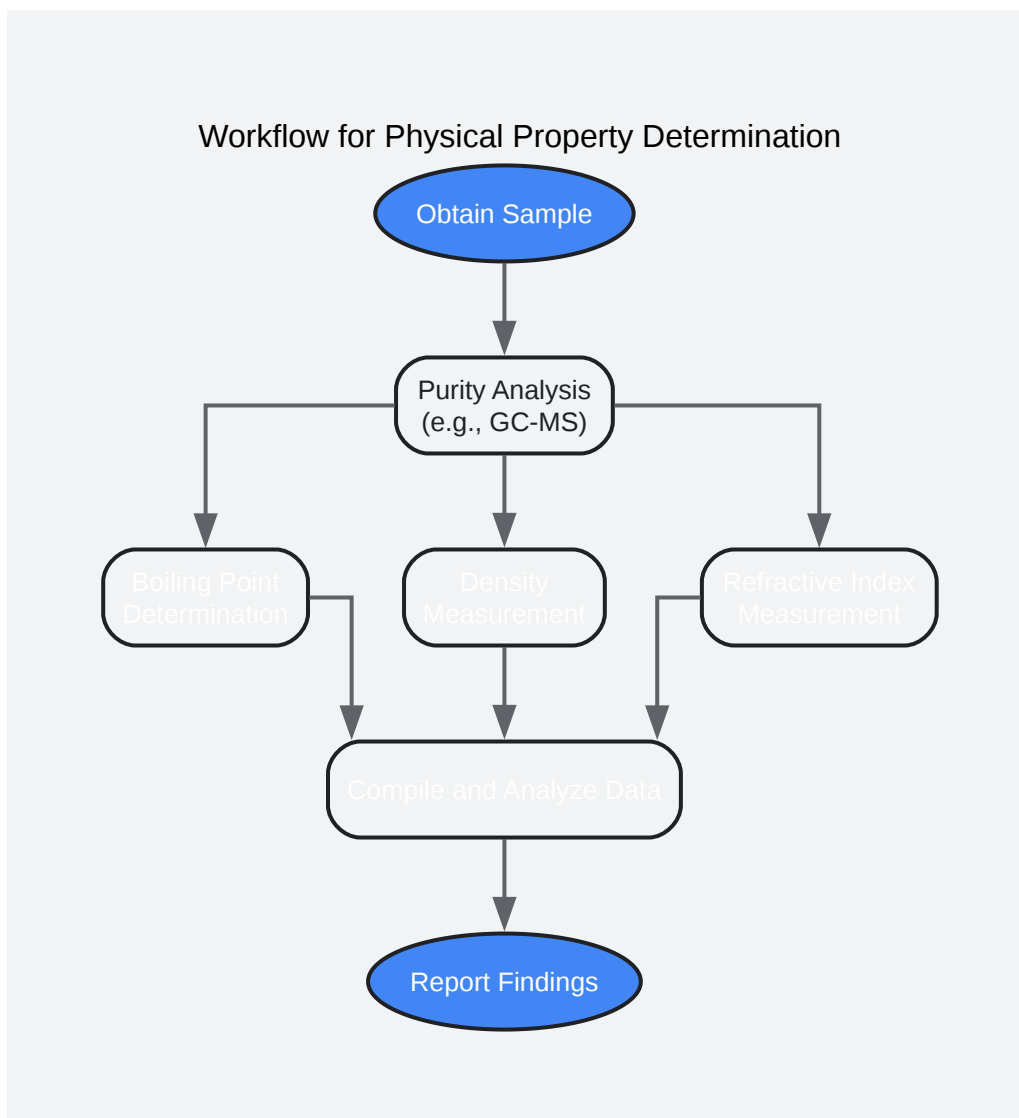 Workflow for Physical Property Determination
Obtain Sample
Purity Analysis
(e.g., GC-MS)
Boiling Point
Determination
Density
Measurement
Refractive Index
Measurement
Compile and Analyze Data
Report Findings